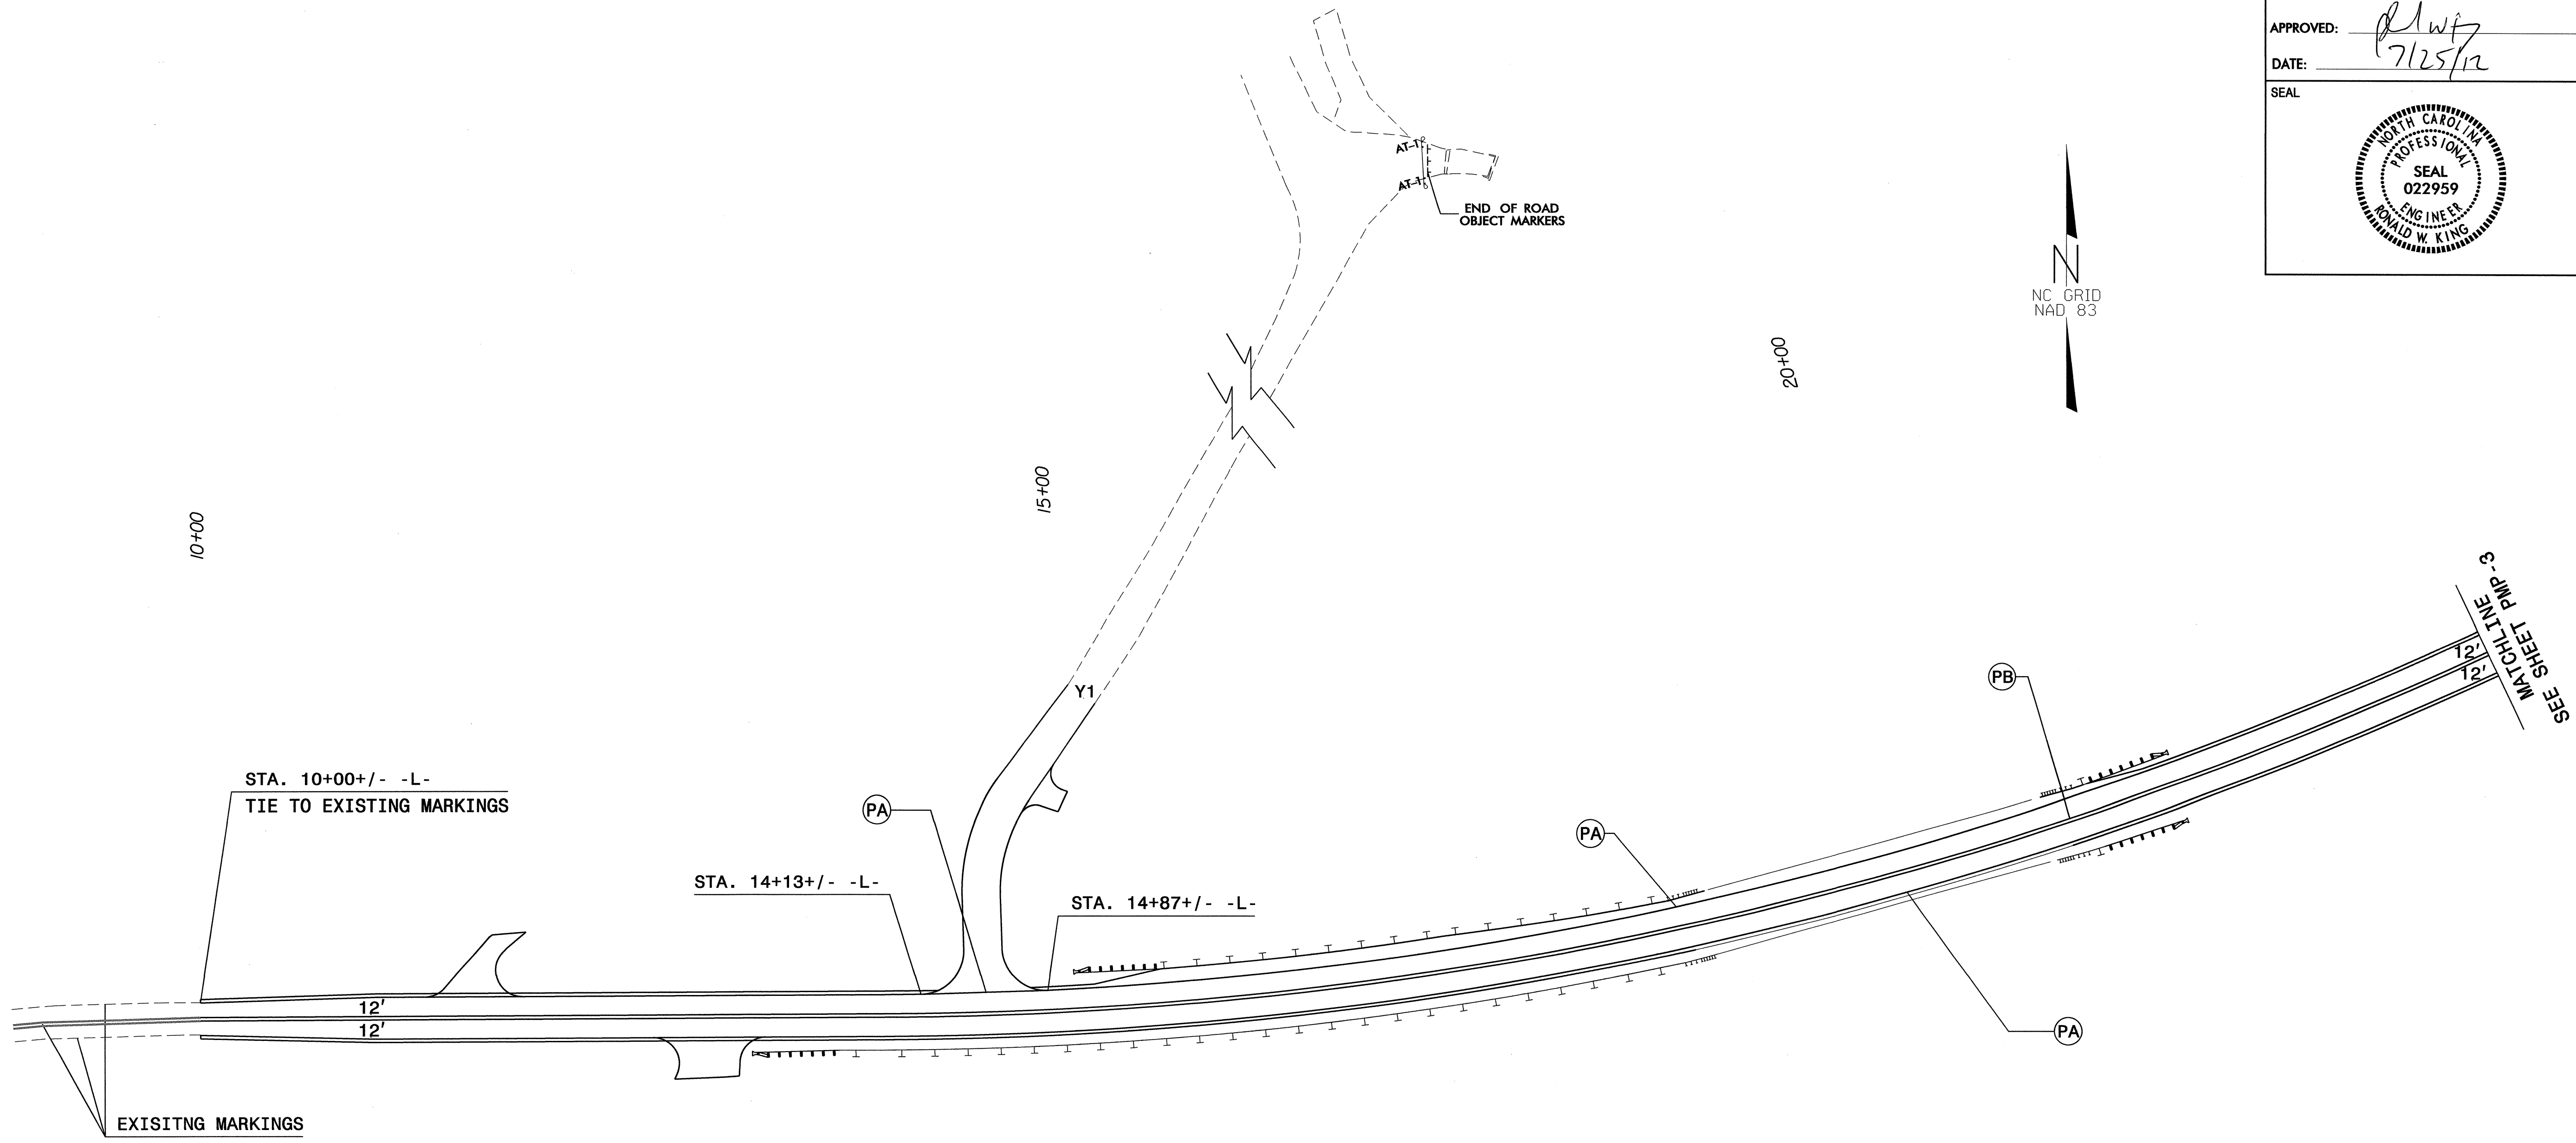 APPROVED:
DATE: 7/25/12
SEAL
NORTH CAROLINA
PROFESSIONAL
SEAL
022959
ENGINEER
RONALD W. KING
AT-1
AT-1
END OF ROAD
OBJECT MARKERS
N
NC GRID
NAD 83
20+00
15+00
10+00
MATCHLINE
SEE SHEET PMP-3
12'
12'
PB
Y1
STA. 10+00+/- -L-
TIE TO EXISTING MARKINGS
PA
PA
STA. 14+13+/- -L-
STA. 14+87+/- -L-
12'
12'
PA
EXISITNG MARKINGS